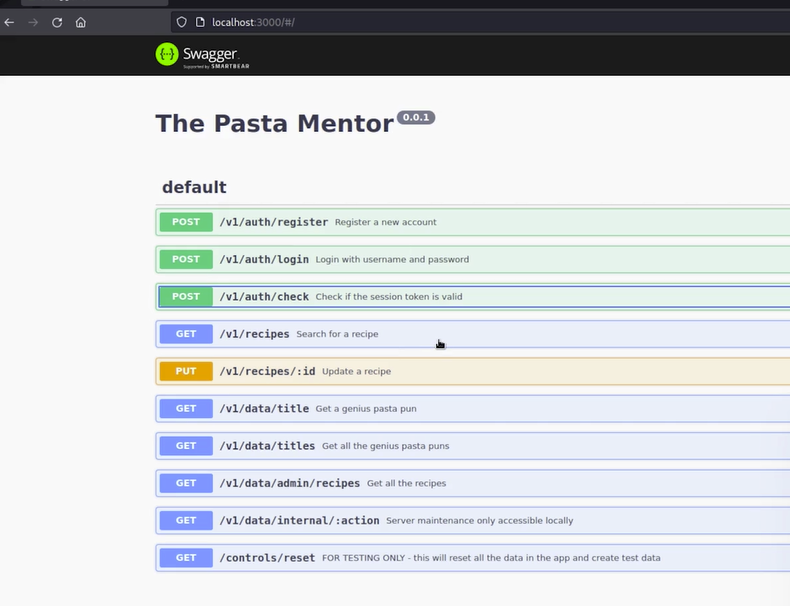 localhost:3000/#/
Swagger
Supported by SMARTBEAR
The Pasta Mentor 0.0.1
default
POST /v1/auth/register Register a new account
POST /v1/auth/login Login with username and password
POST /v1/auth/check Check if the session token is valid
GET /v1/recipes Search for a recipe
PUT /v1/recipes/:id Update a recipe
GET /v1/data/title Get a genius pasta pun
GET /v1/data/titles Get all the genius pasta puns
GET /v1/data/admin/recipes Get all the recipes
GET /v1/data/internal/:action Server maintenance only accessible locally
GET /controls/reset FOR TESTING ONLY - this will reset all the data in the app and create test data